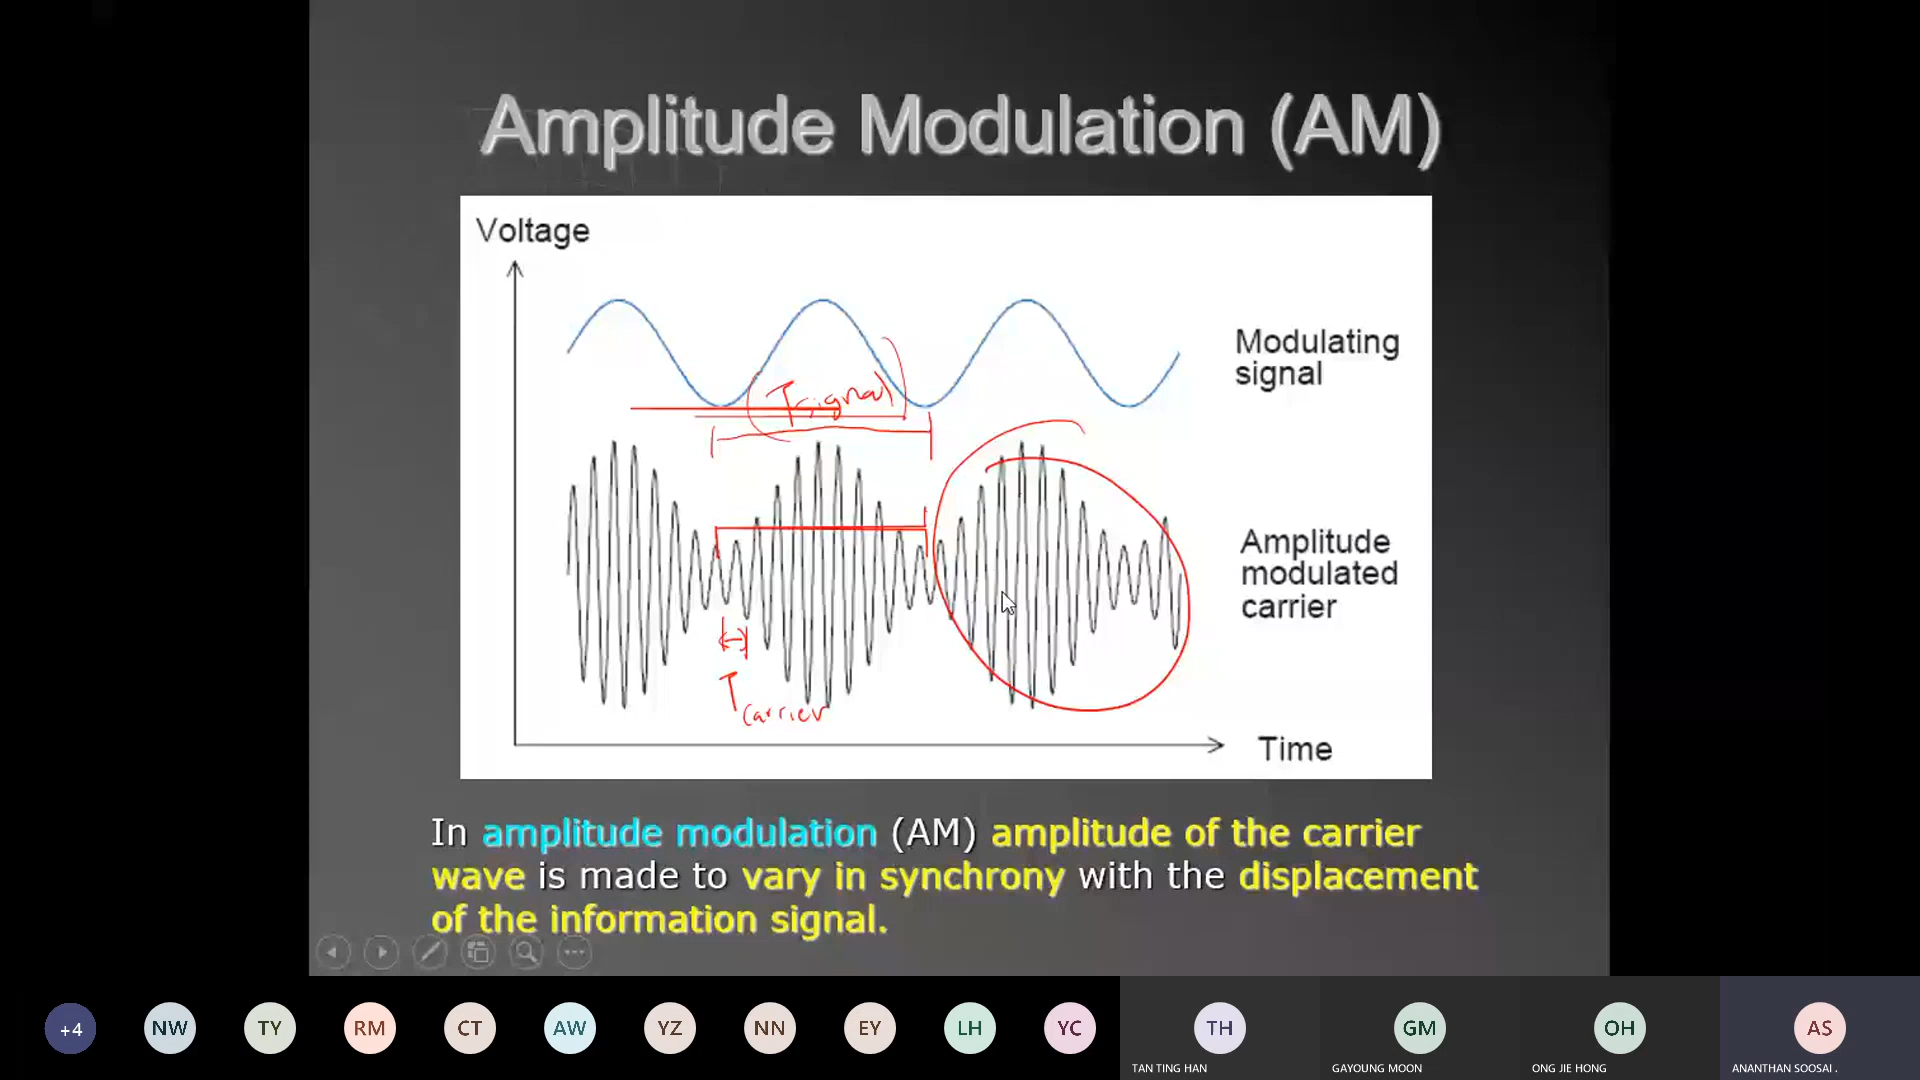 Amplitude Modulation (AM)
Voltage
Modulating
signal
Tsignal
Amplitude
modulated
carrier
T
carrier
Time
In amplitude modulation (AM) amplitude of the carrier
wave is made to vary in synchrony with the displacement
of the information signal.
+4 NW TY RM CT AW YZ NN EY LH YC TH GM OH AS
TAN TING HAN GAYOUNG MOON ONG JIE HONG ANANTHAN SOOSAI .